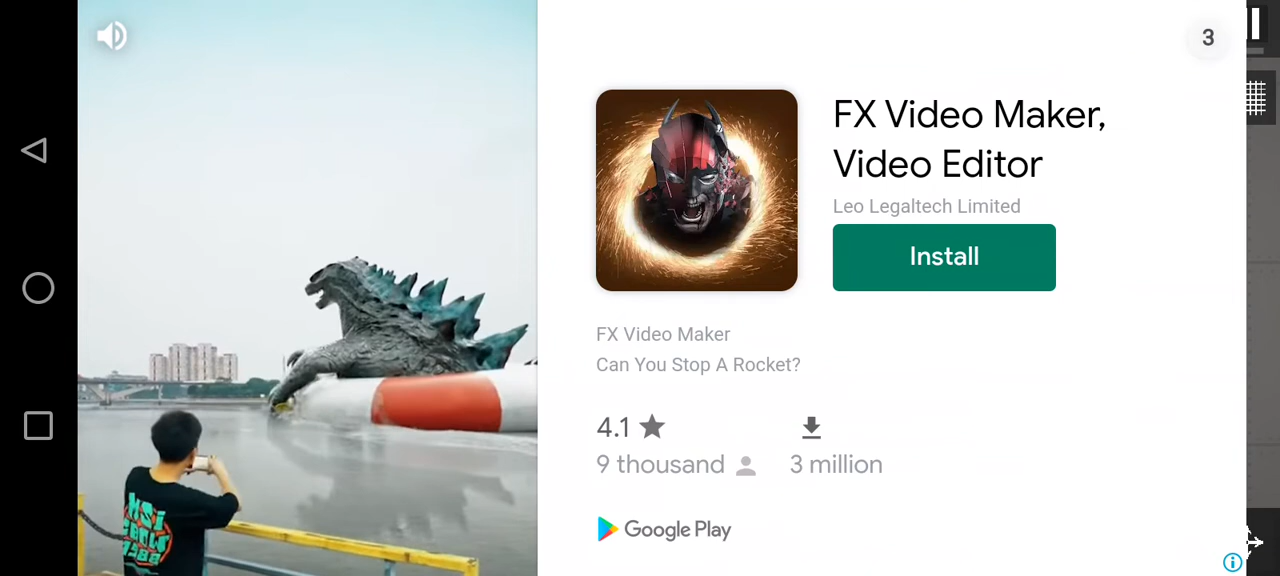 3
FX Video Maker,
Video Editor
Leo Legaltech Limited
Install
FX Video Maker
Can You Stop A Rocket?
4.1
9 thousand
3 million
Google Play